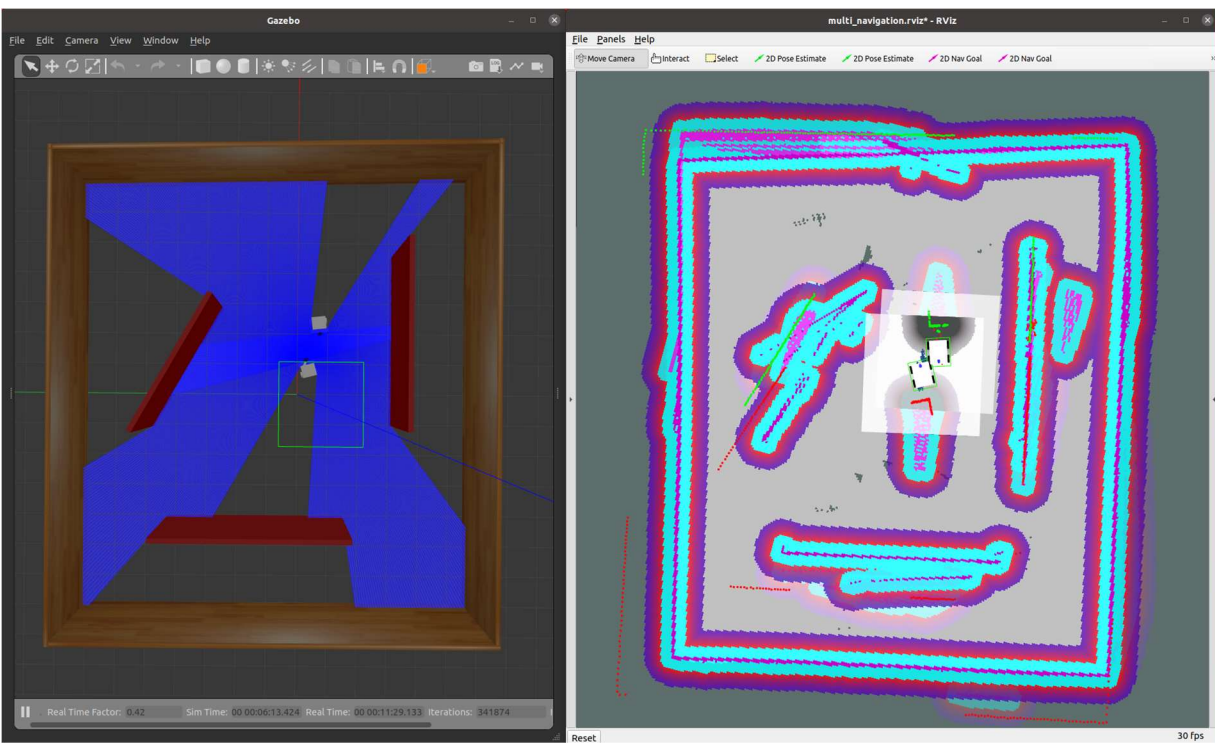 Gazebo
File Edit Camera View Window Help
Real Time Factor: 0.42 Sim Time: 00 00:06:13.424 Real Time: 00 00:11:29.133 Iterations: 341874
multi_navigation.rviz* - RViz
File Panels Help
Move Camera Interact Select 2D Pose Estimate 2D Pose Estimate 2D Nav Goal 2D Nav Goal
Reset 30 fps